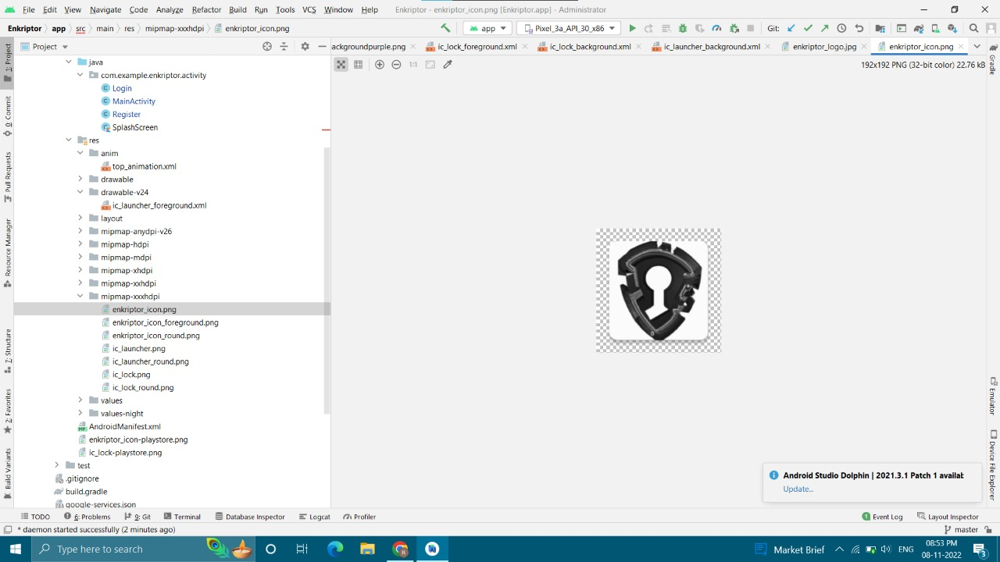 File Edit View Navigate Code Analyze Refactor Build Run Tools VCS Window Help Enkriptor - enkriptor_icon.png [Enkriptor.app] - Administrator
Enkriptor app src main res mipmap-xxxhdpi enkriptor_icon.png app Pixel_3a_API_30_x86 Git:
Project ackgroundpurple.png ic_lock_foreground.xml ic_lock_background.xml ic_launcher_background.xml enkriptor_logo.jpg enkriptor_icon.png
1:1 192x192 PNG (32-bit color) 22.76 kB
java
com.example.enkriptor.activity
Login
MainActivity
Register
SplashScreen
res
anim
top_animation.xml
drawable
drawable-v24
ic_launcher_foreground.xml
layout
mipmap-anydpi-v26
mipmap-hdpi
mipmap-mdpi
mipmap-xhdpi
mipmap-xxhdpi
mipmap-xxxhdpi
enkriptor_icon.png
enkriptor_icon_foreground.png
enkriptor_icon_round.png
ic_launcher.png
ic_launcher_round.png
ic_lock.png
ic_lock_round.png
values
values-night
AndroidManifest.xml
enkriptor_icon-playstore.png
ic_lock-playstore.png
test
.gitignore
build.gradle
google-services.json
1: Project
0: Commit
Pull Requests
Resource Manager
7: Structure
2: Favorites
Build Variants
Gradle
Emulator
Device File Explorer
Android Studio Dolphin | 2021.3.1 Patch 1 availab
Update...
TODO 6: Problems 9: Git Terminal Database Inspector Logcat Profiler 1 Event Log Layout Inspector
* daemon started successfully (2 minutes ago) master
Type here to search Market Brief ENG 08:53 PM
08-11-2022 3